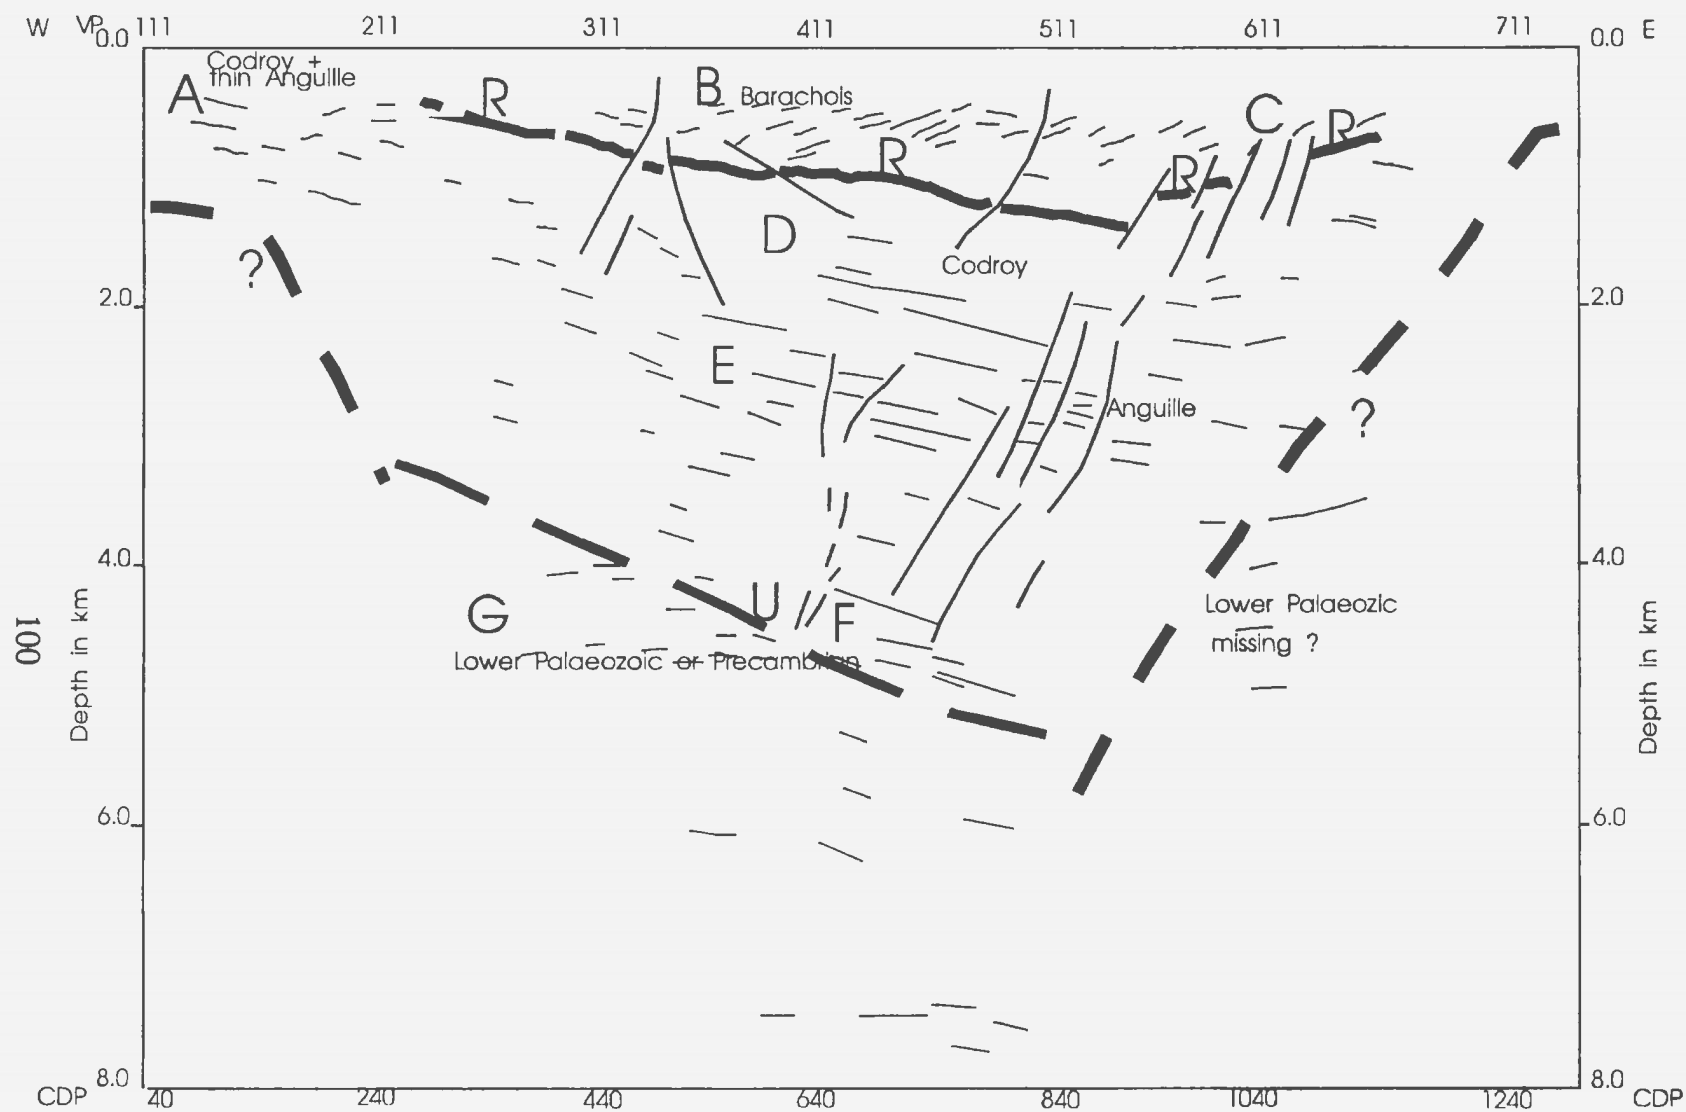 W VP 111 211 311 411 511 611 711 E
0.0 0.0
Codroy +
thin Anguille
A R B Barachois C R
R R
D
Codroy
?
2.0 2.0
E
Anguille
?
4.0 4.0
G U F
Lower Palaeozic
missing ?
Lower Palaeozoic or Precambrian
Depth in km
Depth in km
100
6.0 6.0
8.0 8.0
CDP 40 240 440 640 840 1040 1240 CDP